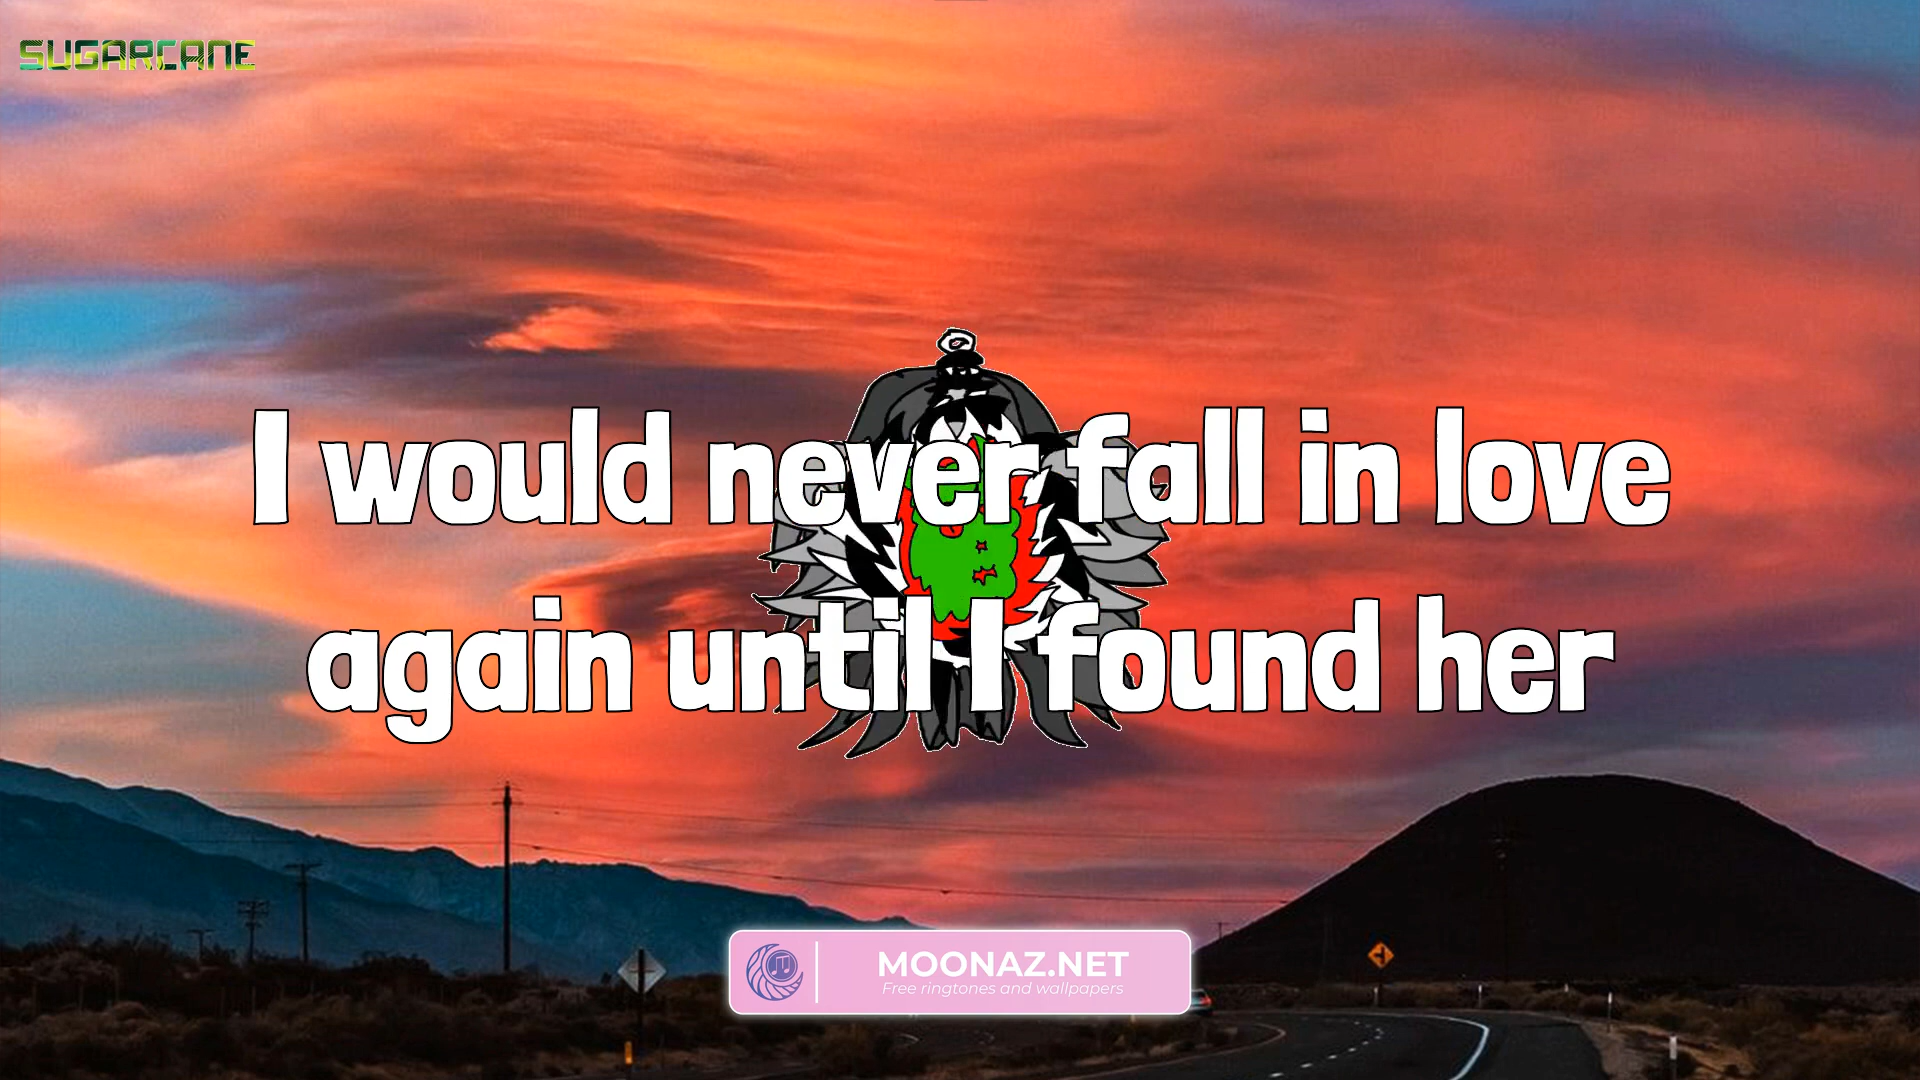 SUGARCANE
I would never fall in love
again until I found her
MOONAZ.NET
Free ringtones and wallpapers